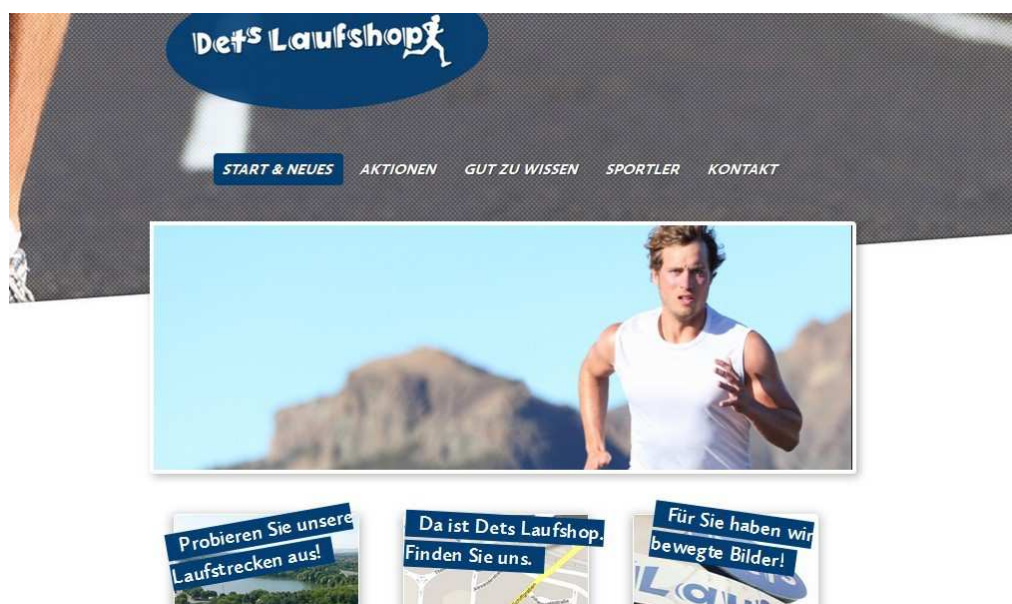 Dets Laufshop
START & NEUES AKTIONEN GUT ZU WISSEN SPORTLER KONTAKT
Probieren Sie unsere
Laufstrecken aus!
Da ist Dets Laufshop.
Finden Sie uns.
Für Sie haben wir
bewegte Bilder!